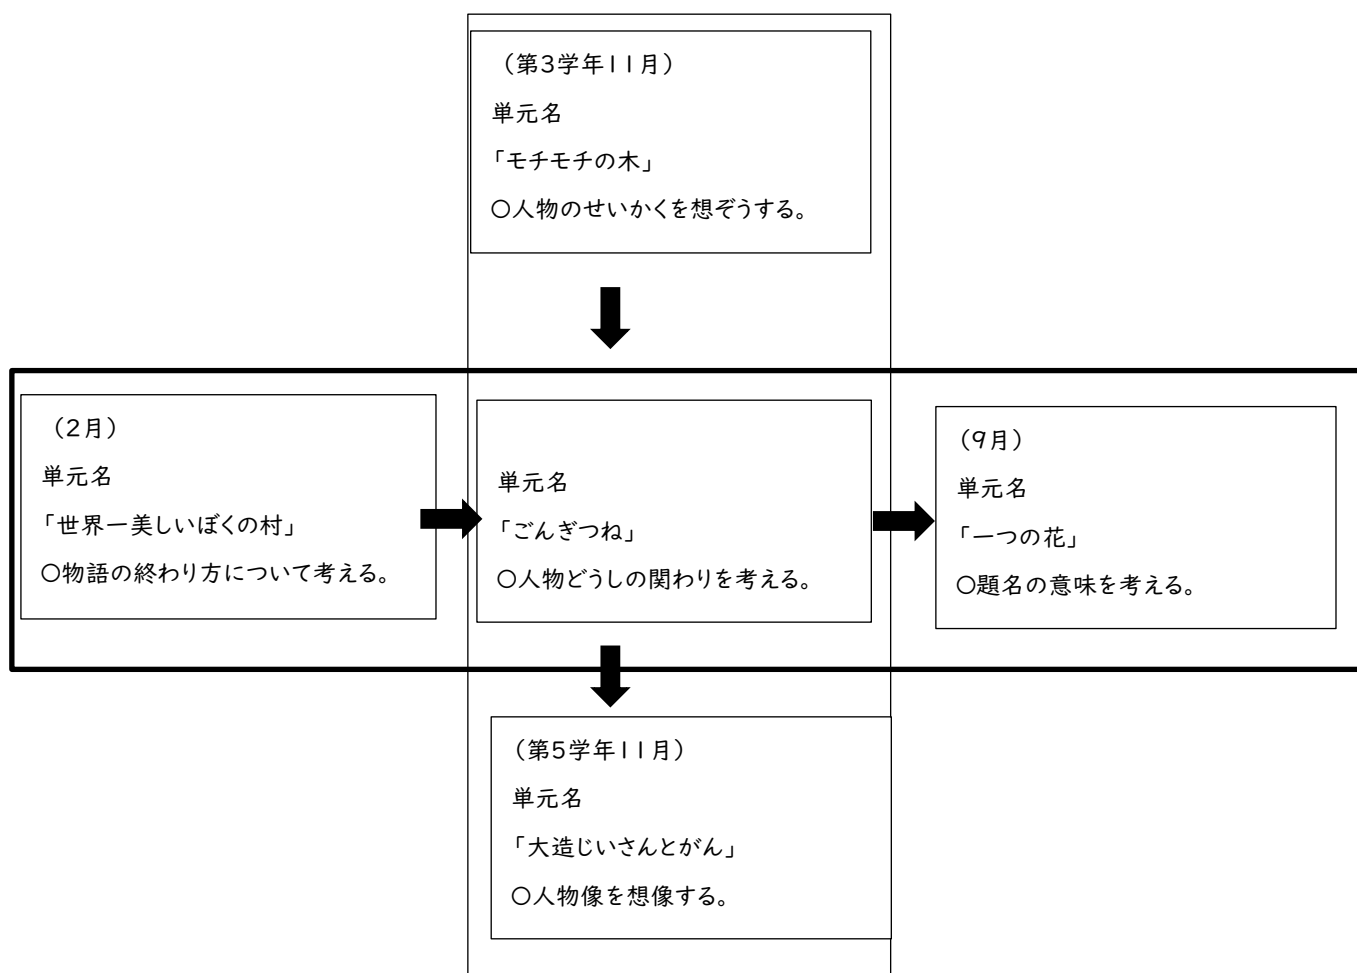 （第3学年11月）
単元名
「モチモチの木」
〇人物のせいかくを想ぞうする。
（2月）
単元名
「世界一美しいぼくの村」
〇物語の終わり方について考える。
単元名
「ごんぎつね」
〇人物どうしの関わりを考える。
（9月）
単元名
「一つの花」
〇題名の意味を考える。
（第5学年11月）
単元名
「大造じいさんとがん」
〇人物像を想像する。